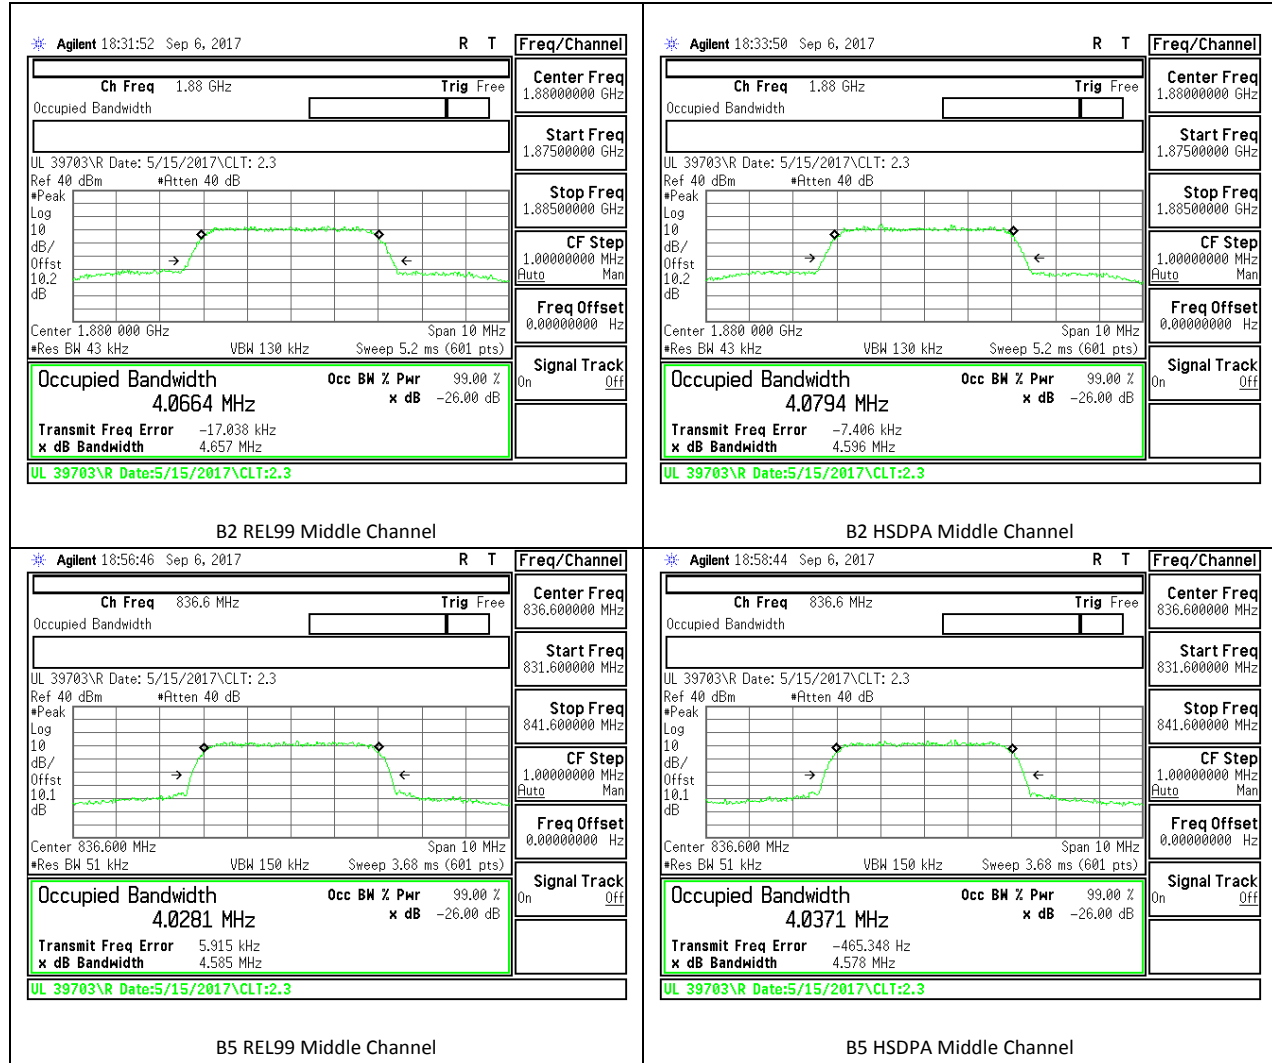 Agilent 18:31:52 Sep 6, 2017 R T Freq/Channel
Ch Freq 1.88 GHz Trig Free
Occupied Bandwidth
Center Freq
1.88000000 GHz
Start Freq
1.87500000 GHz
UL 39703\R Date: 5/15/2017\CLT: 2.3
Ref 40 dBm #Atten 40 dB
#Peak
Log
10
dB/
Offst
10.2
dB
Stop Freq
1.88500000 GHz
CF Step
1.00000000 MHz
Auto Man
Freq Offset
0.00000000 Hz
Center 1.880 000 GHz Span 10 MHz
#Res BW 43 kHz VBW 130 kHz Sweep 5.2 ms (601 pts)
Signal Track
On Off
Occupied Bandwidth Occ BW % Pwr 99.00 %
4.0664 MHz x dB -26.00 dB
Transmit Freq Error -17.038 kHz
x dB Bandwidth 4.657 MHz
UL 39703\R Date:5/15/2017\CLT:2.3
B2 REL99 Middle Channel
Agilent 18:33:50 Sep 6, 2017 R T Freq/Channel
Ch Freq 1.88 GHz Trig Free
Occupied Bandwidth
Center Freq
1.88000000 GHz
Start Freq
1.87500000 GHz
UL 39703\R Date: 5/15/2017\CLT: 2.3
Ref 40 dBm #Atten 40 dB
#Peak
Log
10
dB/
Offst
10.2
dB
Stop Freq
1.88500000 GHz
CF Step
1.00000000 MHz
Auto Man
Freq Offset
0.00000000 Hz
Center 1.880 000 GHz Span 10 MHz
#Res BW 43 kHz VBW 130 kHz Sweep 5.2 ms (601 pts)
Signal Track
On Off
Occupied Bandwidth Occ BW % Pwr 99.00 %
4.0794 MHz x dB -26.00 dB
Transmit Freq Error -7.406 kHz
x dB Bandwidth 4.596 MHz
UL 39703\R Date:5/15/2017\CLT:2.3
B2 HSDPA Middle Channel
Agilent 18:56:46 Sep 6, 2017 R T Freq/Channel
Ch Freq 836.6 MHz Trig Free
Occupied Bandwidth
Center Freq
836.600000 MHz
Start Freq
831.600000 MHz
UL 39703\R Date: 5/15/2017\CLT: 2.3
Ref 40 dBm #Atten 40 dB
#Peak
Log
10
dB/
Offst
10.1
dB
Stop Freq
841.600000 MHz
CF Step
1.00000000 MHz
Auto Man
Freq Offset
0.00000000 Hz
Center 836.600 MHz Span 10 MHz
#Res BW 51 kHz VBW 150 kHz Sweep 3.68 ms (601 pts)
Signal Track
On Off
Occupied Bandwidth Occ BW % Pwr 99.00 %
4.0281 MHz x dB -26.00 dB
Transmit Freq Error 5.915 kHz
x dB Bandwidth 4.585 MHz
UL 39703\R Date:5/15/2017\CLT:2.3
B5 REL99 Middle Channel
Agilent 18:58:44 Sep 6, 2017 R T Freq/Channel
Ch Freq 836.6 MHz Trig Free
Occupied Bandwidth
Center Freq
836.600000 MHz
Start Freq
831.600000 MHz
UL 39703\R Date: 5/15/2017\CLT: 2.3
Ref 40 dBm #Atten 40 dB
#Peak
Log
10
dB/
Offst
10.1
dB
Stop Freq
841.600000 MHz
CF Step
1.00000000 MHz
Auto Man
Freq Offset
0.00000000 Hz
Center 836.600 MHz Span 10 MHz
#Res BW 51 kHz VBW 150 kHz Sweep 3.68 ms (601 pts)
Signal Track
On Off
Occupied Bandwidth Occ BW % Pwr 99.00 %
4.0371 MHz x dB -26.00 dB
Transmit Freq Error -465.348 Hz
x dB Bandwidth 4.578 MHz
UL 39703\R Date:5/15/2017\CLT:2.3
B5 HSDPA Middle Channel